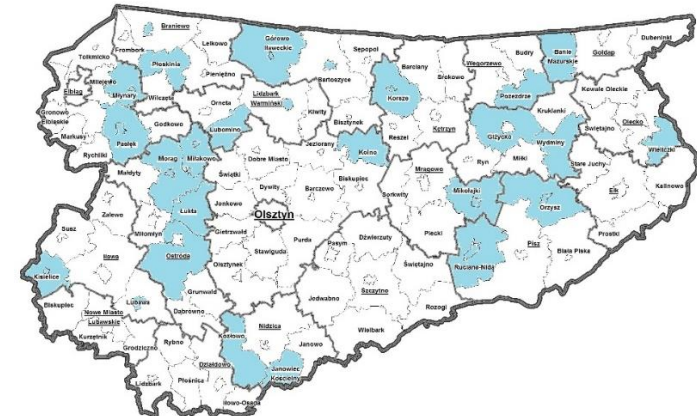 Braniewo
Górowo
Iławeckie
Sępopol
Dubeninki
Frombork
Lelkowo
Barciany
Węgorzewo
Budry
Banie
Mazurskie
Gołdap
Tolkmicko
Płoskinia
Bartoszyce
Srokowo
Pieniężno
Milejewo
Lidzbark
Warmiński
Korsze
Pozezdrze
Kowale Oleckie
Elbląg
Młynary
Wilczęta
Orneta
Kiwity
Gronowo
Elbląskie
Godkowo
Lubomino
Bisztynek
Kętrzyn
Kruklanki
Olecko
Markusy
Pasłęk
Reszel
Giżycko
Wydminy
Świętajno
Wieliczki
Rychliki
Morąg
Miłakowo
Jeziorany
Kolno
Dobre Miasto
Ryn
Miłki
Stare Juchy
Małdyty
Świątki
Biskupiec
Mrągowo
Dywity
Barczewo
Sorkwity
Mikołajki
Ełk
Kalinowo
Zalewo
Łukta
Jonkowo
Olsztyn
Orzysz
Susz
Miłomłyn
Gietrzwałd
Purda
Pasym
Dźwierzuty
Piecki
Prostki
Iława
Ostróda
Stawiguda
Pisz
Biała Piska
Olsztynek
Świętajno
Ruciane-Nida
Kisielice
Grunwald
Jedwabno
Szczytno
Biskupiec
Lubawa
Dąbrówno
Rozogi
Nowe Miasto
Lubawskie
Kozłowo
Nidzica
Wielbark
Kurzętnik
Rybno
Janowo
Grodziczno
Działdowo
Janowiec
Kościelny
Lidzbark
Płośnica
Iłowo-Osada